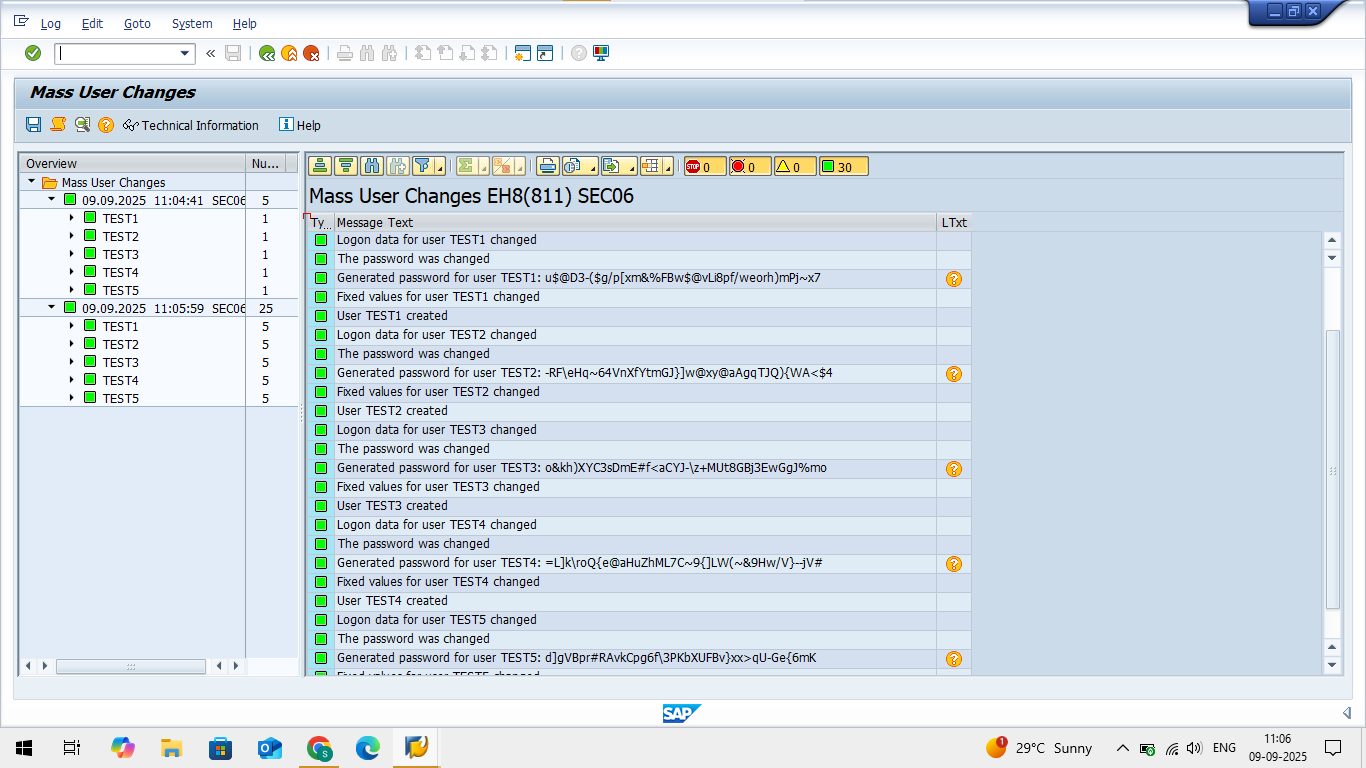 Log Edit Goto System Help
Mass User Changes
Technical Information Help
Overview Nu...
Mass User Changes
09.09.2025 11:04:41 SEC06 5
TEST1 1
TEST2 1
TEST3 1
TEST4 1
TEST5 1
09.09.2025 11:05:59 SEC06 25
TEST1 5
TEST2 5
TEST3 5
TEST4 5
TEST5 5
STOP 0 0 0 30
Mass User Changes EH8(811) SEC06
Ty... Message Text LTxt
Logon data for user TEST1 changed
The password was changed
Generated password for user TEST1: u$@D3-($g/p[xm&%FBw$@vLi8pf/weorh)mPj~x7
Fixed values for user TEST1 changed
User TEST1 created
Logon data for user TEST2 changed
The password was changed
Generated password for user TEST2: -RF\eHq~64VnXfYtmGJ}]w@xy@aAgqTJQ){WA<$4
Fixed values for user TEST2 changed
User TEST2 created
Logon data for user TEST3 changed
The password was changed
Generated password for user TEST3: o&kh)XYC3sDmE#f<aCYJ-\z+MUt8GBj3EwGgJ%mo
Fixed values for user TEST3 changed
User TEST3 created
Logon data for user TEST4 changed
The password was changed
Generated password for user TEST4: =L]k\roQ{e@aHuZhML7C~9{]LW(~&9Hw/V}--jV#
Fixed values for user TEST4 changed
User TEST4 created
Logon data for user TEST5 changed
The password was changed
Generated password for user TEST5: d]gVBpr#RAvkCpg6f\3PKbXUFBv}xx>qU-Ge{6mK
Fixed values for user TEST5 changed
SAP
29°C Sunny ENG 11:06
09-09-2025